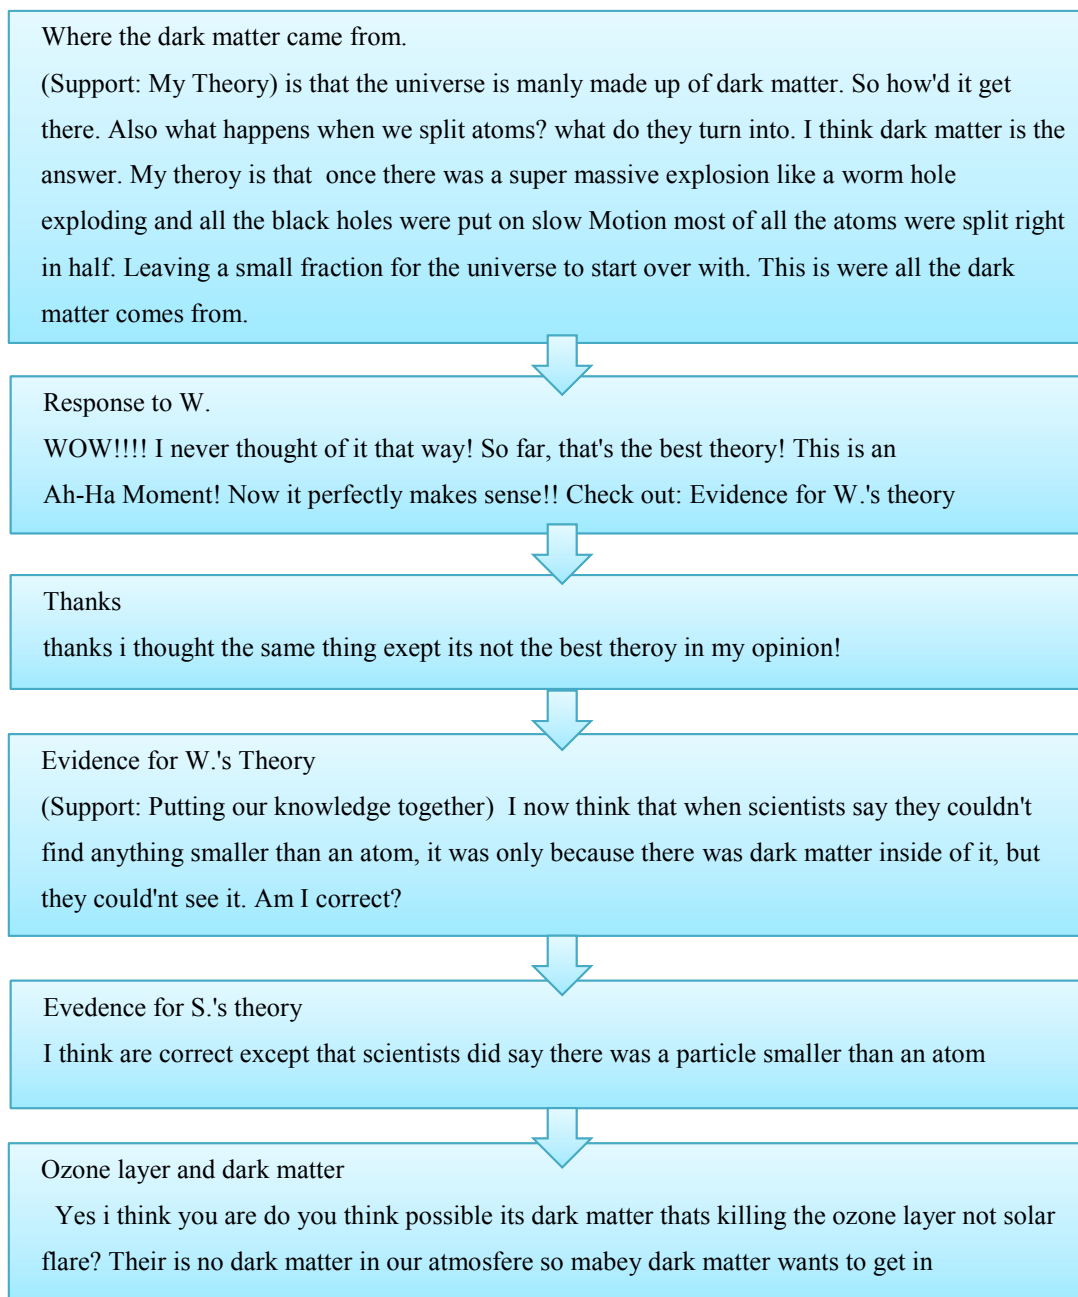 Where the dark matter came from.
(Support: My Theory) is that the universe is manly made up of dark matter. So how'd it get
there. Also what happens when we split atoms? what do they turn into. I think dark matter is the
answer. My theroy is that  once there was a super massive explosion like a worm hole
exploding and all the black holes were put on slow Motion most of all the atoms were split right
in half. Leaving a small fraction for the universe to start over with. This is were all the dark
matter comes from.
Response to W.
WOW!!!! I never thought of it that way! So far, that's the best theory! This is an
Ah-Ha Moment! Now it perfectly makes sense!! Check out: Evidence for W.'s theory
Thanks
thanks i thought the same thing exept its not the best theroy in my opinion!
Evidence for W.'s Theory
(Support: Putting our knowledge together)  I now think that when scientists say they couldn't
find anything smaller than an atom, it was only because there was dark matter inside of it, but
they could'nt see it. Am I correct?
Evedence for S.'s theory
I think are correct except that scientists did say there was a particle smaller than an atom
Ozone layer and dark matter
Yes i think you are do you think possible its dark matter thats killing the ozone layer not solar
flare? Their is no dark matter in our atmosfere so mabey dark matter wants to get in